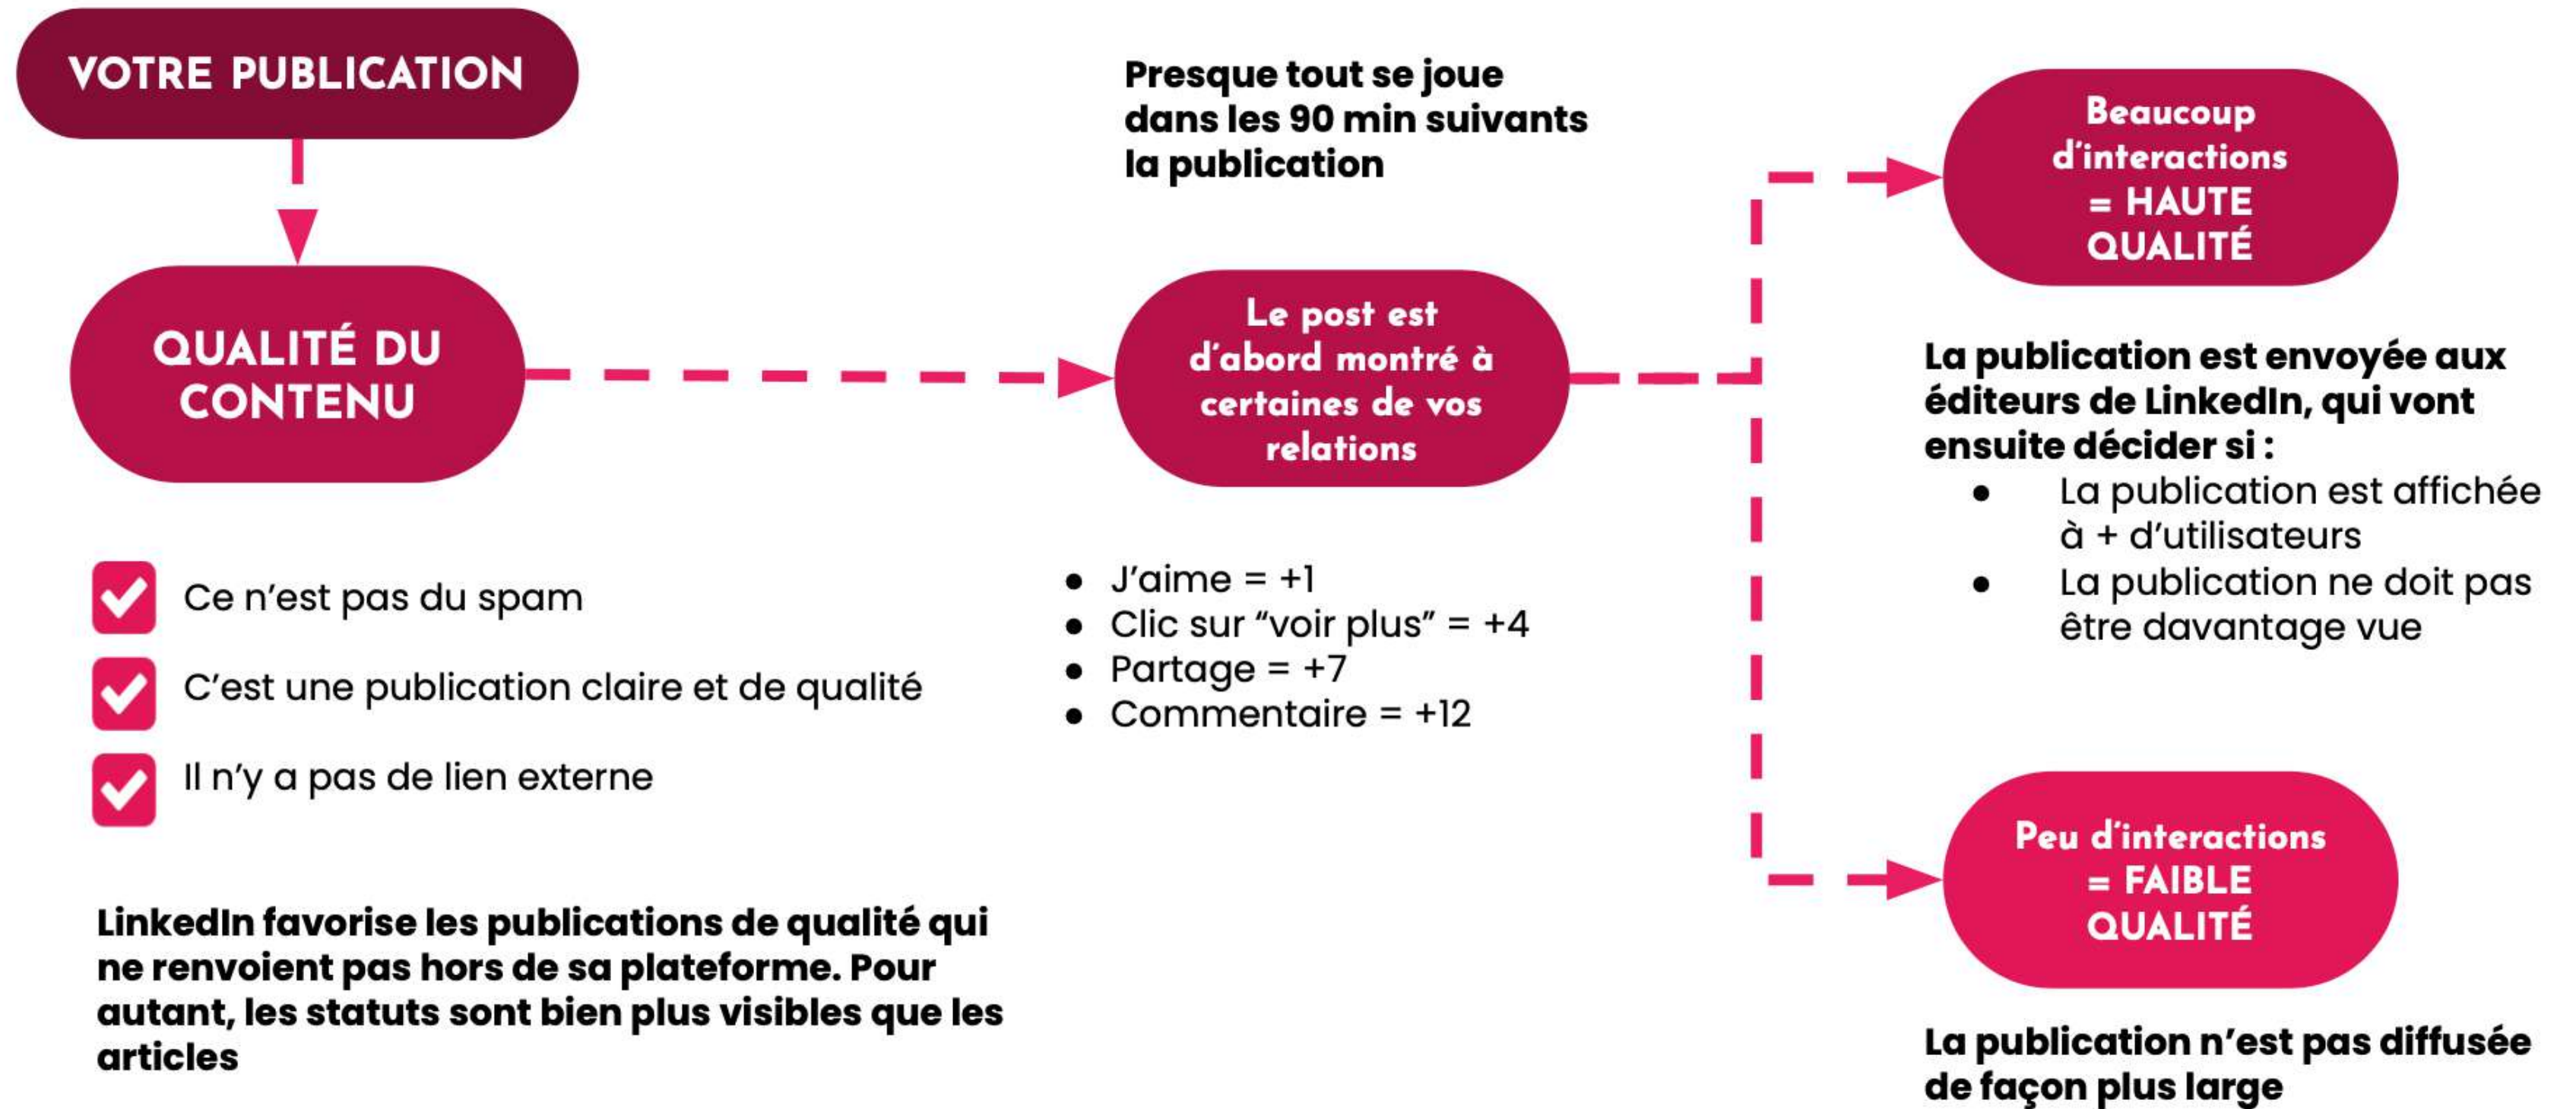 VOTRE PUBLICATION
QUALITÉ DU
CONTENU
Ce n’est pas du spam
C’est une publication claire et de qualité
Il n’y a pas de lien externe
LinkedIn favorise les publications de qualité qui
ne renvoient pas hors de sa plateforme. Pour
autant, les statuts sont bien plus visibles que les
articles
Presque tout se joue
dans les 90 min suivants
la publication
Le post est
d’abord montré à
certaines de vos
relations
● J’aime = +1
● Clic sur “voir plus” = +4
● Partage = +7
● Commentaire = +12
Beaucoup
d’interactions
= HAUTE
QUALITÉ
La publication est envoyée aux
éditeurs de LinkedIn, qui vont
ensuite décider si :
● La publication est affichée
à + d’utilisateurs
● La publication ne doit pas
être davantage vue
Peu d’interactions
= FAIBLE
QUALITÉ
La publication n’est pas diffusée
de façon plus large